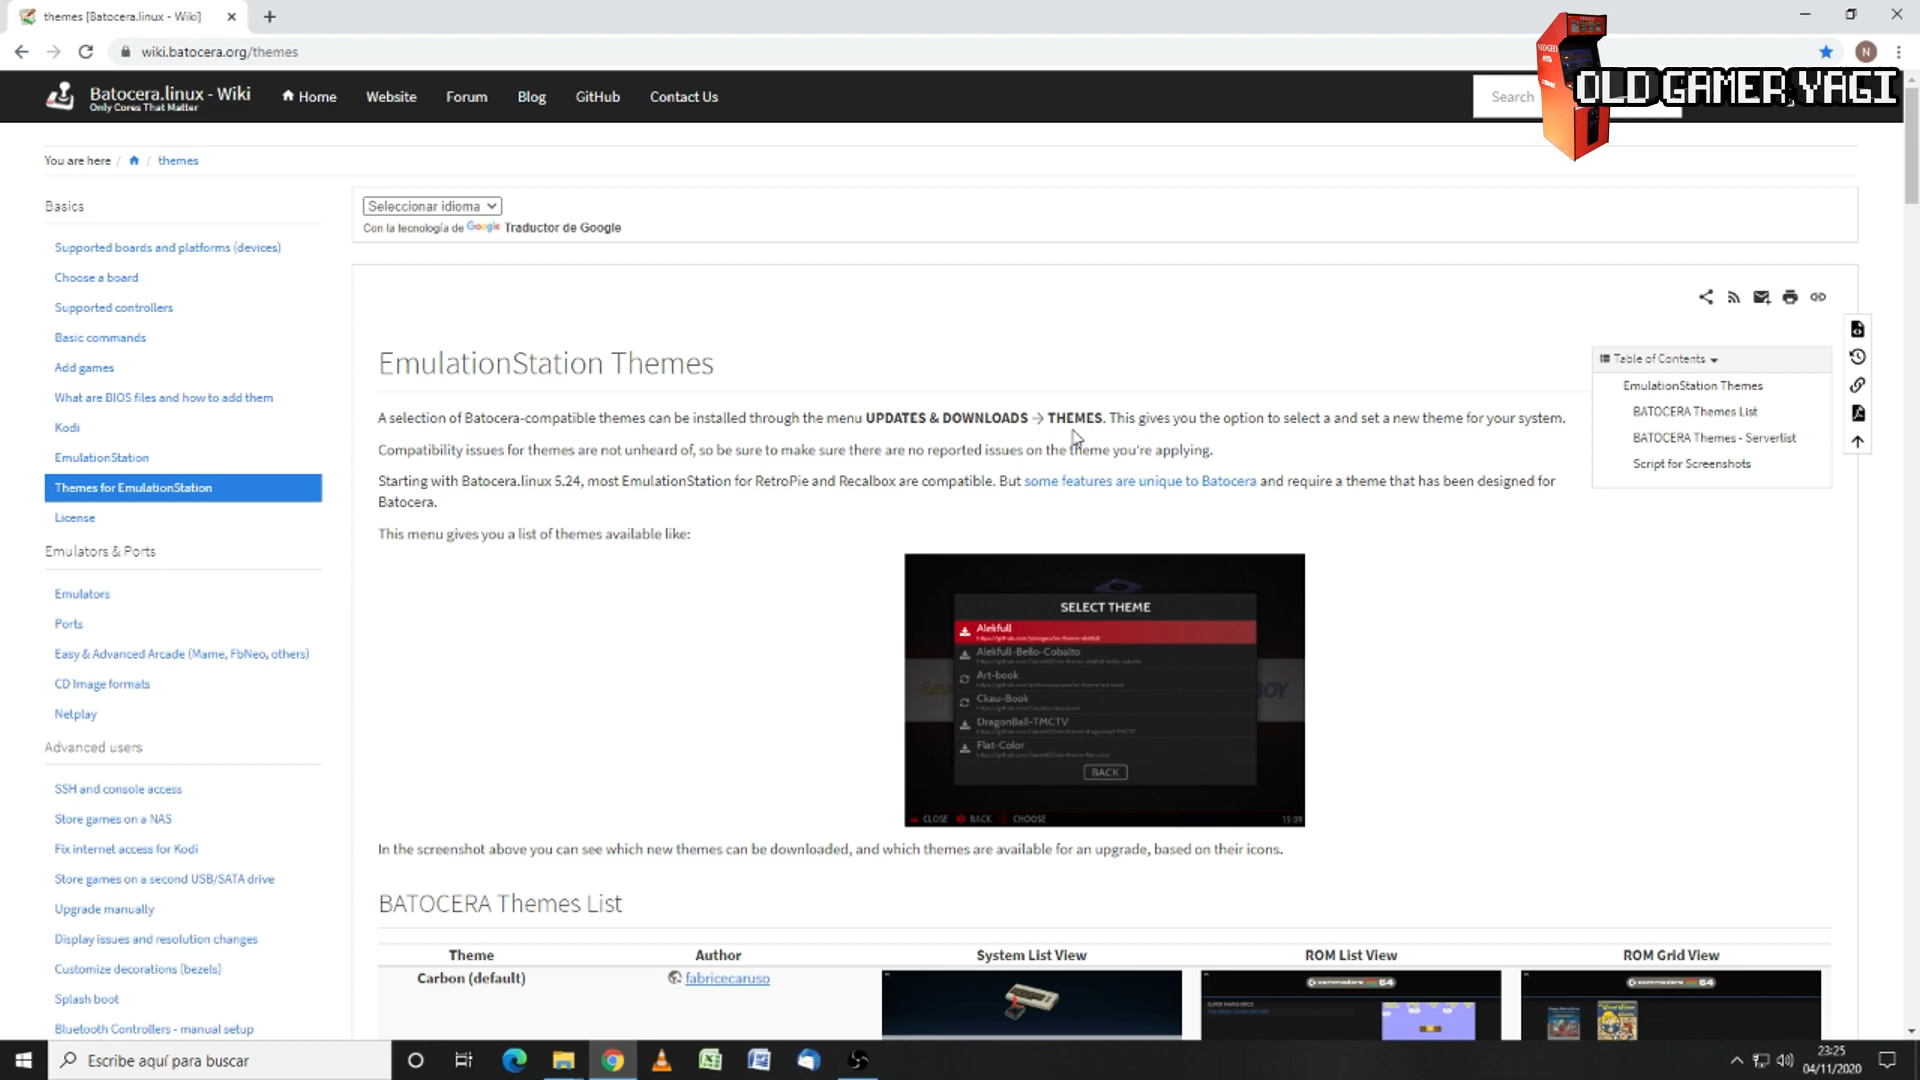 themes [Batocera.linux - Wiki]
wiki.batocera.org/themes
N
Batocera.linux - Wiki
Only Cores That Matter
Home
Website
Forum
Blog
GitHub
Contact Us
Search
NEOGEO
OLD GAMER YAGI
You are here / / themes
Basics
Supported boards and platforms (devices)
Choose a board
Supported controllers
Basic commands
Add games
What are BIOS files and how to add them
Kodi
EmulationStation
Themes for EmulationStation
License
Emulators & Ports
Emulators
Ports
Easy & Advanced Arcade (Mame, FbNeo, others)
CD Image formats
Netplay
Advanced users
SSH and console access
Store games on a NAS
Fix internet access for Kodi
Store games on a second USB/SATA drive
Upgrade manually
Display issues and resolution changes
Customize decorations (bezels)
Splash boot
Bluetooth Controllers - manual setup
Seleccionar idioma
Con la tecnología de Google Traductor de Google
EmulationStation Themes
A selection of Batocera-compatible themes can be installed through the menu UPDATES & DOWNLOADS → THEMES. This gives you the option to select a and set a new theme for your system.
Compatibility issues for themes are not unheard of, so be sure to make sure there are no reported issues on the theme you're applying.
Starting with Batocera.linux 5.24, most EmulationStation for RetroPie and Recalbox are compatible. But some features are unique to Batocera and require a theme that has been designed for
Batocera.
This menu gives you a list of themes available like:
SELECT THEME
Alekfull
Alekfull-Bello-Cobalto
Art-book
Ckau-Book
DragonBall-TMCTV
Flat-Color
BACK
CLOSE BACK CHOOSE 15:09
In the screenshot above you can see which new themes can be downloaded, and which themes are available for an upgrade, based on their icons.
BATOCERA Themes List
Theme Author System List View ROM List View ROM Grid View
Carbon (default) fabricecaruso
commodore 64
commodore 64
Table of Contents
EmulationStation Themes
BATOCERA Themes List
BATOCERA Themes - Serverlist
Script for Screenshots
Escribe aquí para buscar
23:25
04/11/2020